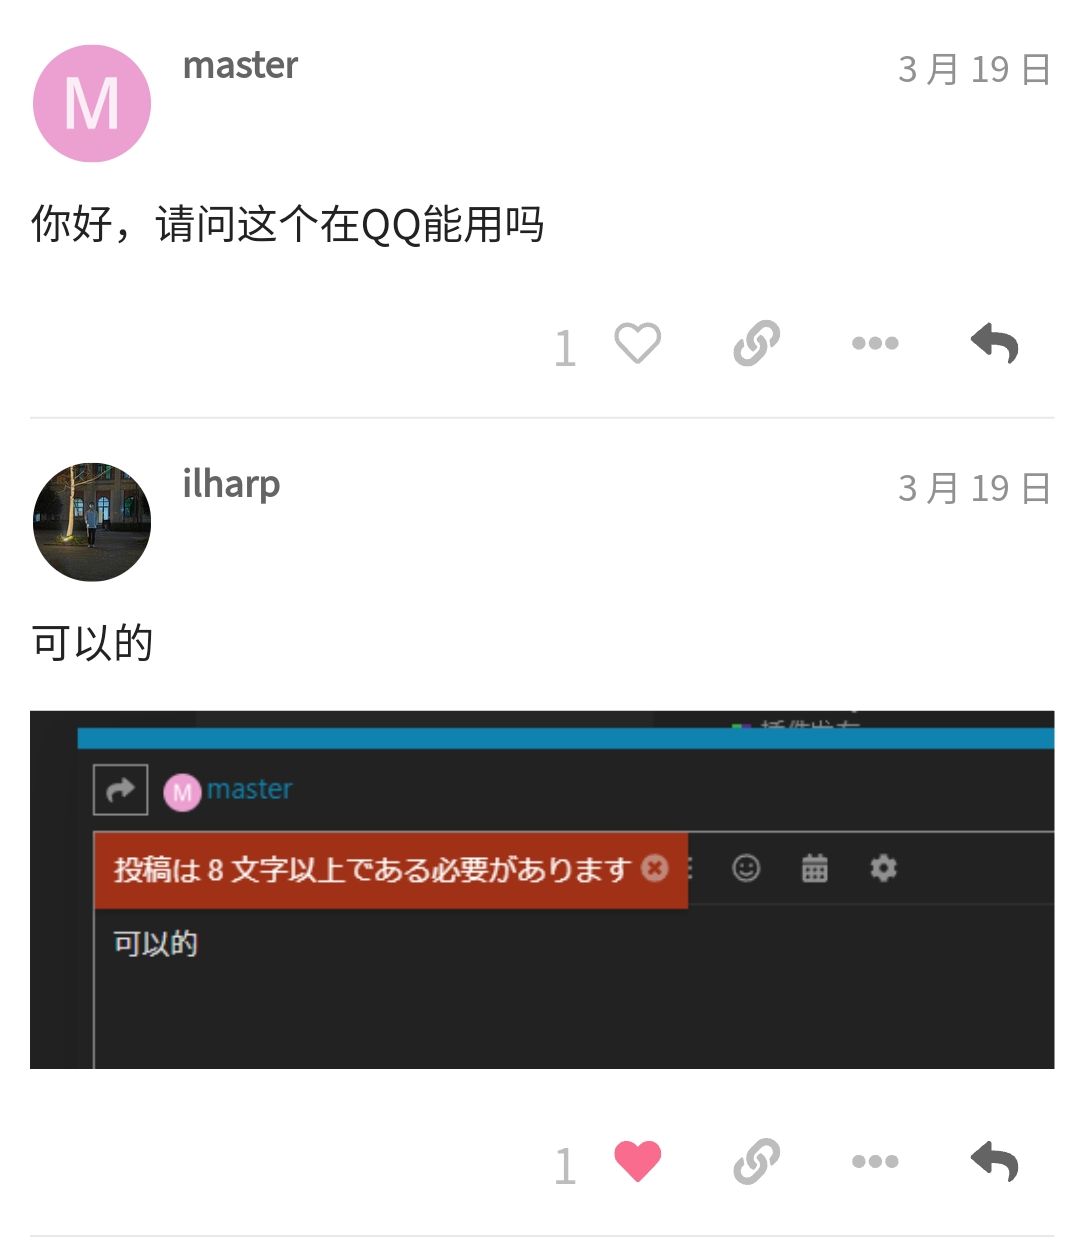 M
master
3 月 19 日
你好，请问这个在QQ能用吗
1
ilharp
3 月 19 日
可以的
M master
投稿は 8 文字以上である必要があります
可以的
1